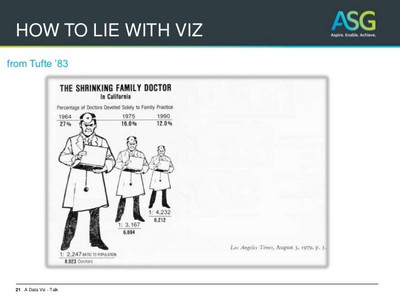 HOW TO LIE WITH VIZ
ASG
Aspire. Enable. Achieve.
from Tufte '83
THE SHRINKING FAMILY DOCTOR
In California
Percentage of Doctors Devoted Solely to Family Practice
1964 1975 1990
27% 16.0% 12.0%
1: 4,232
6,212
1: 3,167
6,694
1: 2,247 RATIO TO POPULATION
8,023 Doctors
Los Angeles Times, August 5, 1979, p. 3.
21 A Data Viz - Talk